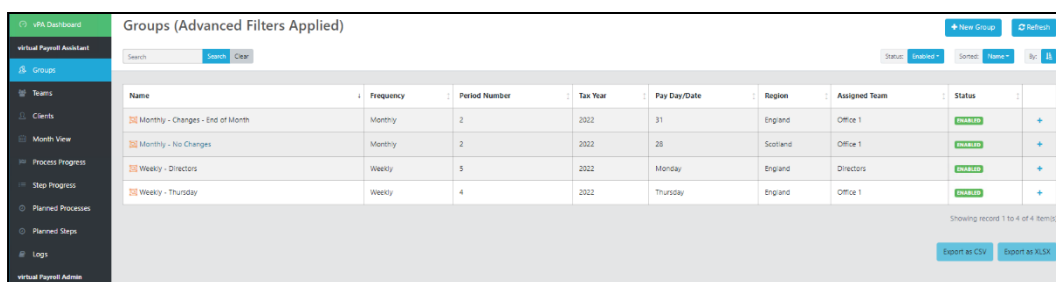 vPA Dashboard
virtual Payroll Assistant
Groups
Teams
Clients
Month View
Process Progress
Step Progress
Planned Processes
Planned Steps
Logs
virtual Payroll Admin
Groups (Advanced Filters Applied)
New Group Refresh
Search Search Clear Status: Enabled Sorted: Name By:
Name Frequency Period Number Tax Year Pay Day/Date Region Assigned Team Status
Monthly - Changes - End of Month Monthly 2 2022 31 England Office 1 ENABLED +
Monthly - No Changes Monthly 2 2022 28 Scotland Office 1 ENABLED +
Weekly - Directors Weekly 5 2022 Monday England Directors ENABLED +
Weekly - Thursday Weekly 4 2022 Thursday England Office 1 ENABLED +
Showing record 1 to 4 of 4 item(s)
Export as CSV Export as XLSX